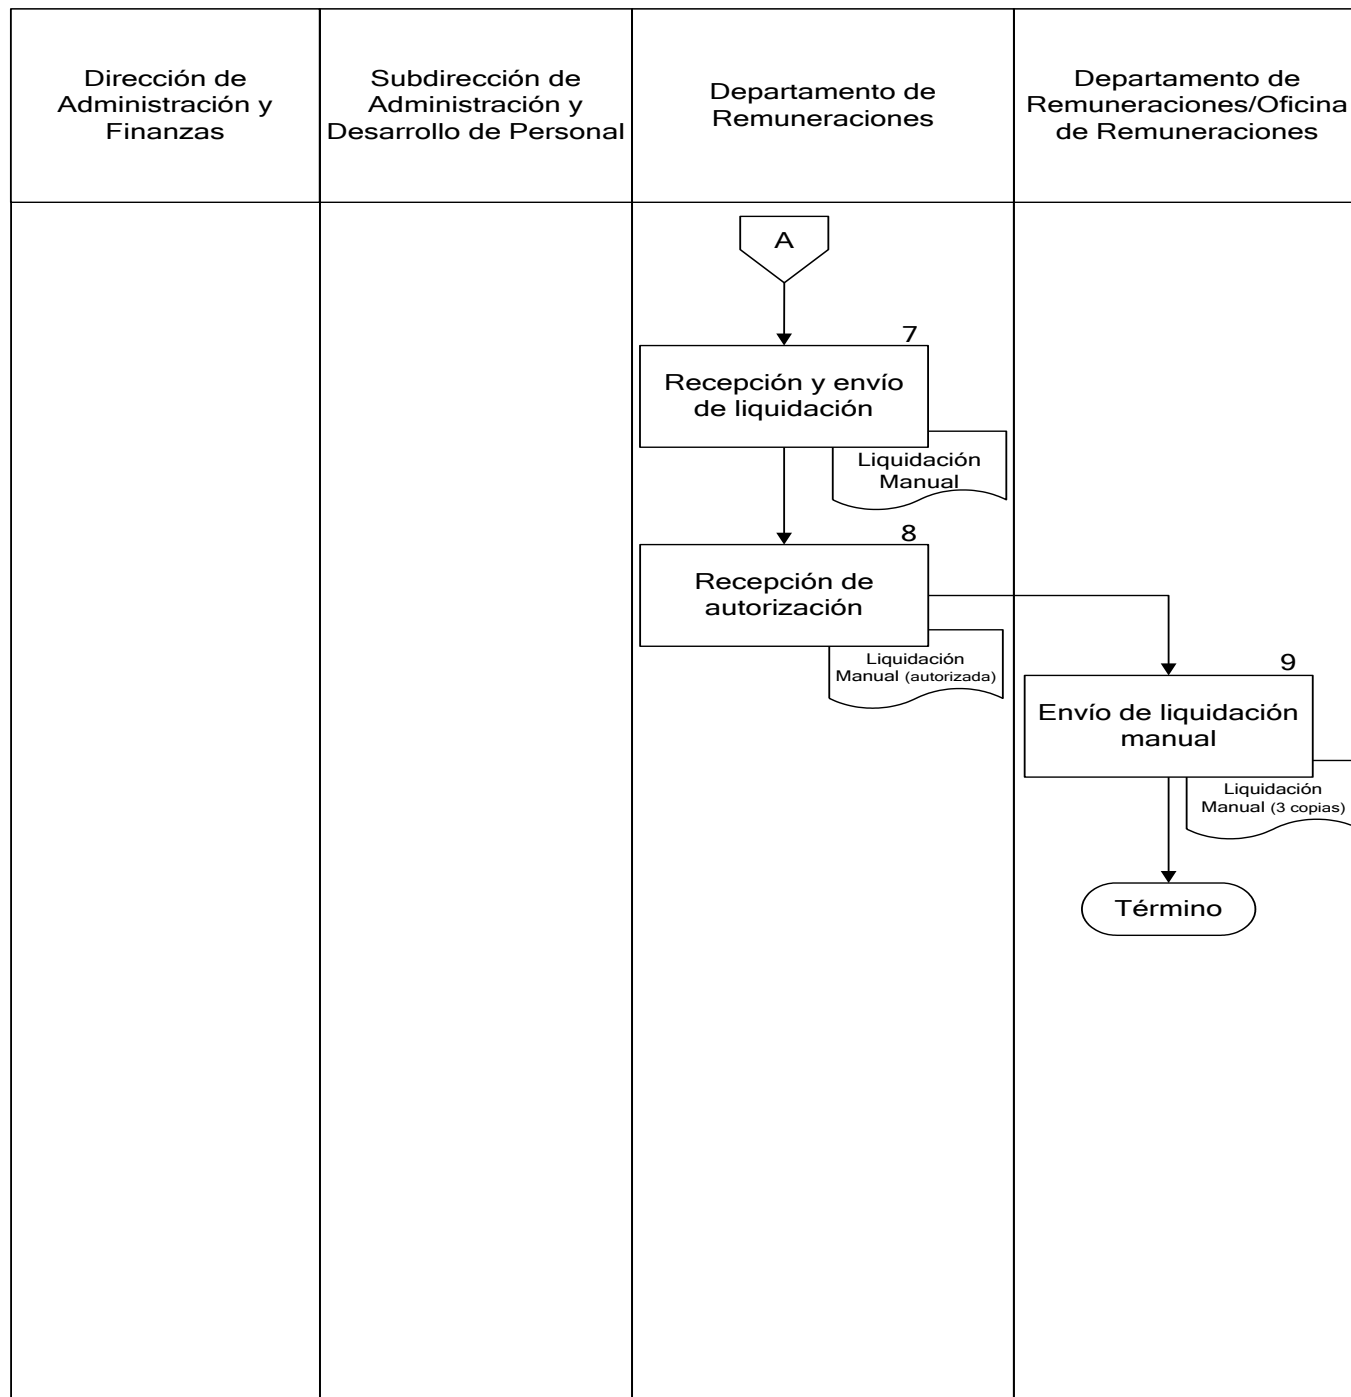 Dirección de
Administración y
Finanzas
Subdirección de
Administración y
Desarrollo de Personal
Departamento de
Remuneraciones
Departamento de
Remuneraciones/Oficina
de Remuneraciones
A
7
Recepción y envío
de liquidación
Liquidación
Manual
8
Recepción de
autorización
Liquidación
Manual (autorizada)
9
Envío de liquidación
manual
Liquidación
Manual (3 copias)
Término